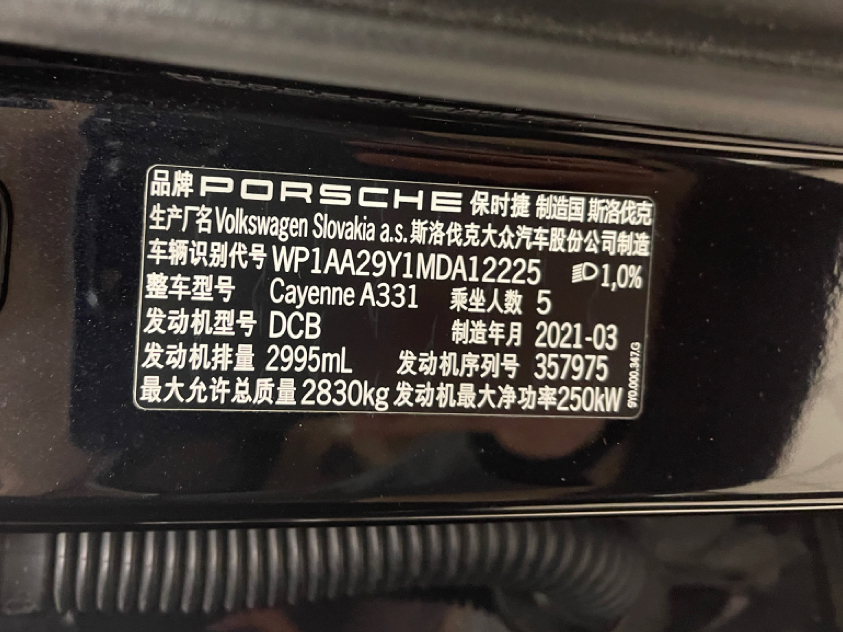 品牌 PORSCHE 保时捷 制造国 斯洛伐克
生产厂名 Volkswagen Slovakia a.s. 斯洛伐克大众汽车股份公司制造
车辆识别代号 WP1AA29Y1MDA12225 1,0%
整车型号 Cayenne A331 乘坐人数 5
发动机型号 DCB 制造年月 2021-03
发动机排量 2995mL 发动机序列号 357975
最大允许总质量 2830kg 发动机最大净功率 250kW
9Y0.000.347.G